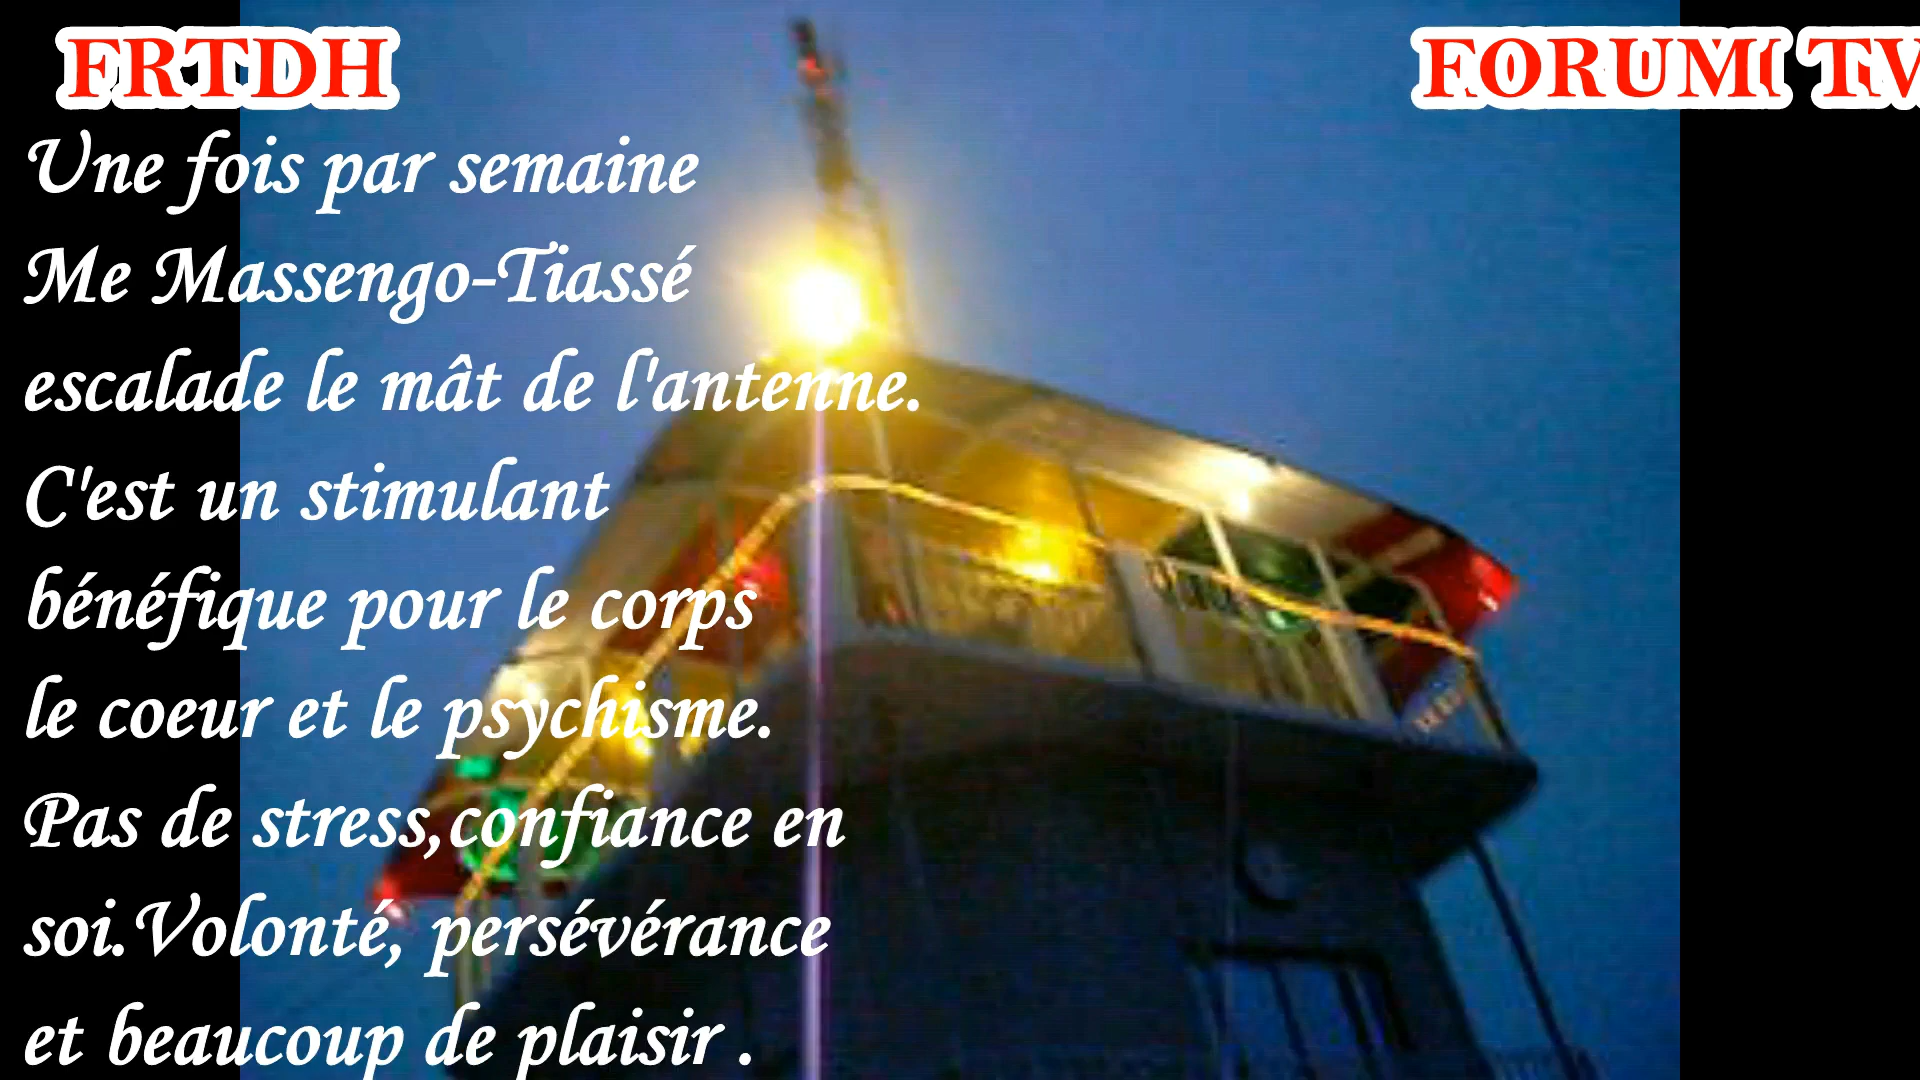 FRTDH
FORUM TV
Une fois par semaine
Me Massengo-Tiassé
escalade le mât de l'antenne.
C'est un stimulant
bénéfique pour le corps
le coeur et le psychisme.
Pas de stress,confiance en
soi.Volonté, persévérance
et beaucoup de plaisir .